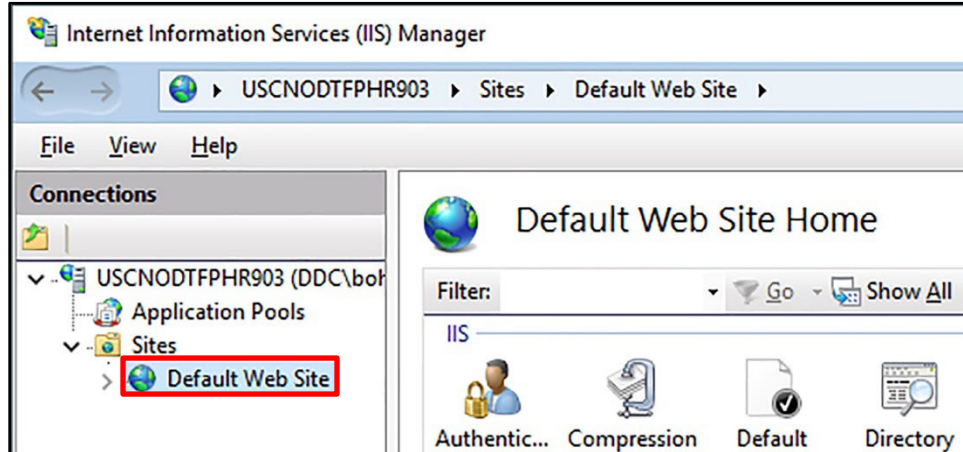 Internet Information Services (IIS) Manager
USCNODTFPHR903 Sites Default Web Site
File View Help
Connections
USCNODTFPHR903 (DDC\boh
Application Pools
Sites
Default Web Site
Default Web Site Home
Filter: Go Show All
IIS
Authentic... Compression Default Directory